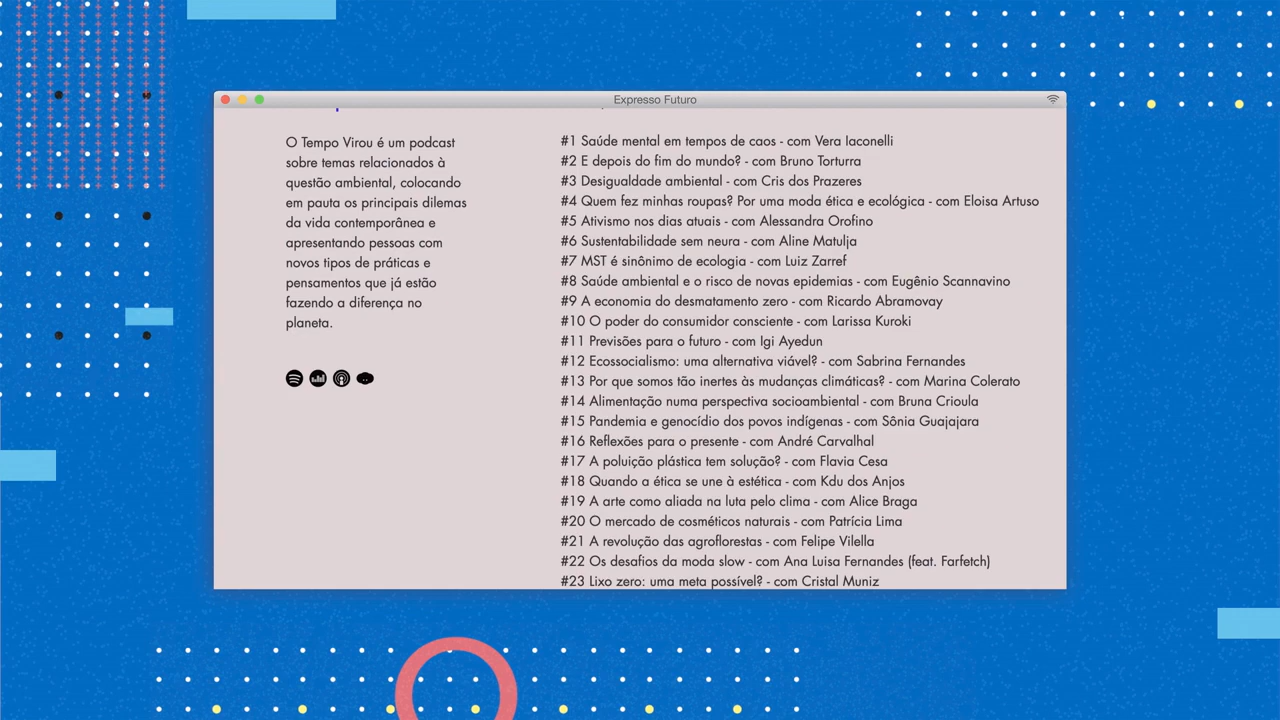 Expresso Futuro
O Tempo Virou é um podcast
sobre temas relacionados à
questão ambiental, colocando
em pauta os principais dilemas
da vida contemporânea e
apresentando pessoas com
novos tipos de práticas e
pensamentos que já estão
fazendo a diferença no
planeta.
#1 Saúde mental em tempos de caos - com Vera Iaconelli
#2 E depois do fim do mundo? - com Bruno Torturra
#3 Desigualdade ambiental - com Cris dos Prazeres
#4 Quem fez minhas roupas? Por uma moda ética e ecológica - com Eloisa Artuso
#5 Ativismo nos dias atuais - com Alessandra Orofino
#6 Sustentabilidade sem neura - com Aline Matulja
#7 MST é sinônimo de ecologia - com Luiz Zarref
#8 Saúde ambiental e o risco de novas epidemias - com Eugênio Scannavino
#9 A economia do desmatamento zero - com Ricardo Abramovay
#10 O poder do consumidor consciente - com Larissa Kuroki
#11 Previsões para o futuro - com Igi Ayedun
#12 Ecossocialismo: uma alternativa viável? - com Sabrina Fernandes
#13 Por que somos tão inertes às mudanças climáticas? - com Marina Colerato
#14 Alimentação numa perspectiva socioambiental - com Bruna Crioula
#15 Pandemia e genocídio dos povos indígenas - com Sônia Guajajara
#16 Reflexões para o presente - com André Carvalhal
#17 A poluição plástica tem solução? - com Flavia Cesa
#18 Quando a ética se une à estética - com Kdu dos Anjos
#19 A arte como aliada na luta pelo clima - com Alice Braga
#20 O mercado de cosméticos naturais - com Patrícia Lima
#21 A revolução das agroflorestas - com Felipe Vilella
#22 Os desafios da moda slow - com Ana Luisa Fernandes (feat. Farfetch)
#23 Lixo zero: uma meta possível? - com Cristal Muniz